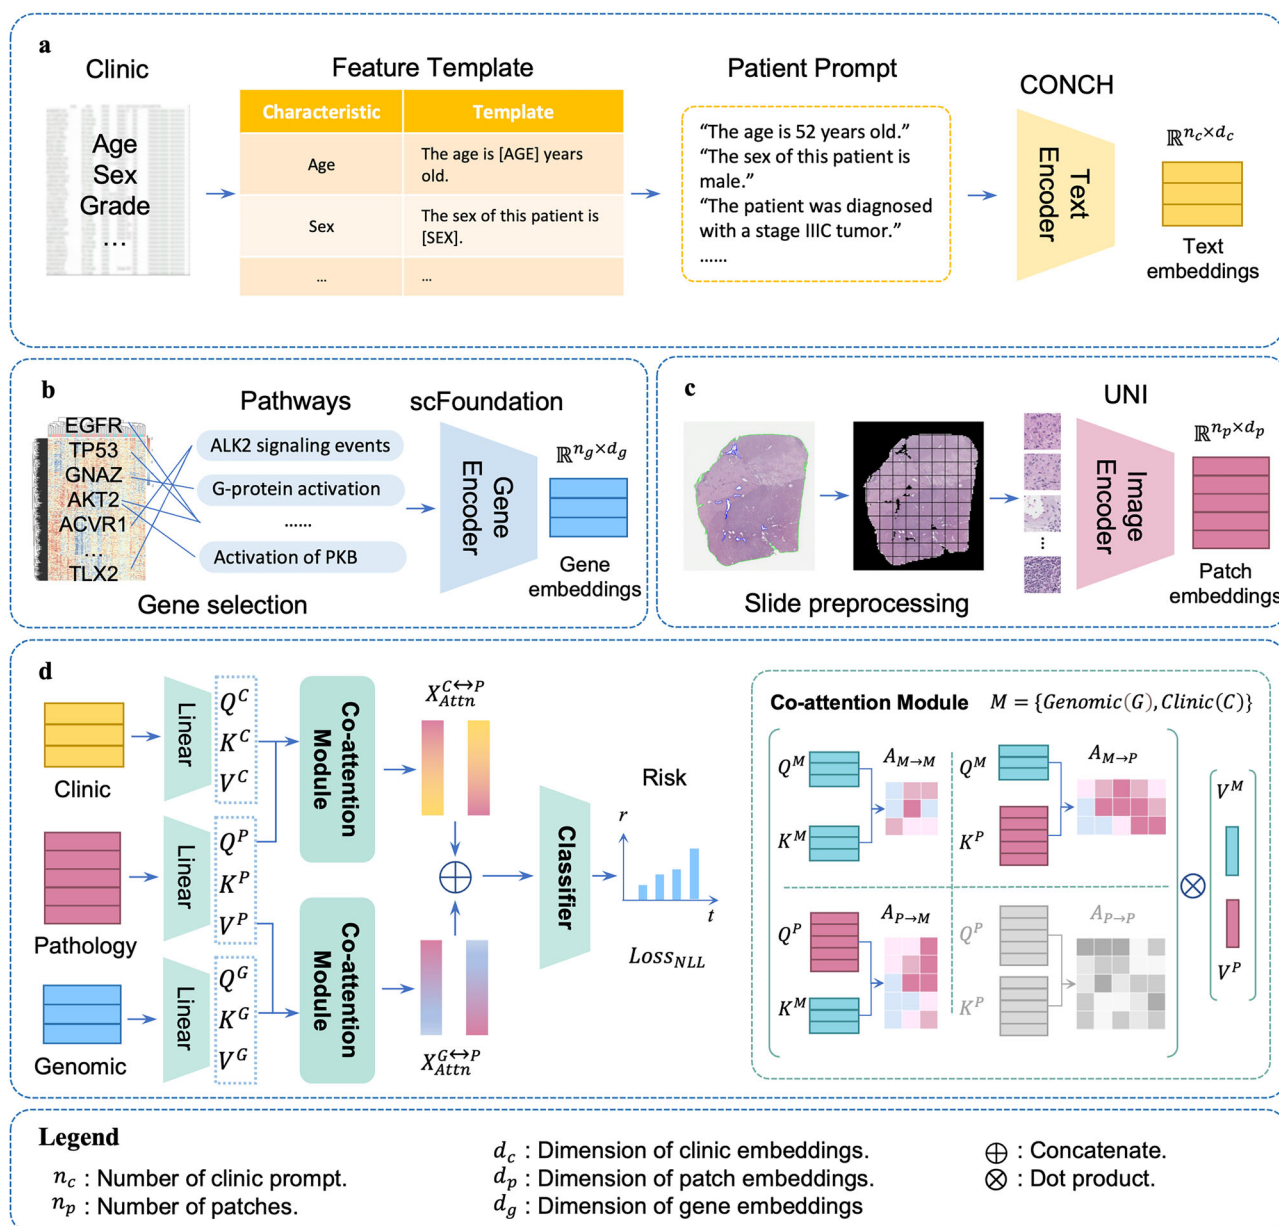 a
Clinic
Feature Template
Patient Prompt
CONCH
Age
Sex
Grade
...
Characteristic Template
Age The age is [AGE] years
old.
Sex The sex of this patient is
[SEX].
... ...
“The age is 52 years old.”
“The sex of this patient is
male.”
“The patient was diagnosed
with a stage IIIC tumor.”
......
Text
Encoder
ℝ^{n_c×d_c}
Text
embeddings
b
Pathways
scFoundation
EGFR
TP53
GNAZ
AKT2
ACVR1
...
TLX2
ALK2 signaling events
G-protein activation
......
Activation of PKB
Gene
Encoder
ℝ^{n_g×d_g}
Gene
embeddings
Gene selection
c
UNI
...
Image
Encoder
ℝ^{n_p×d_p}
Patch
embeddings
Slide preprocessing
d
Clinic
Pathology
Genomic
Linear
Linear
Linear
Q^C
K^C
V^C
Q^P
K^P
V^P
Q^G
K^G
V^G
Co-attention
Module
Co-attention
Module
X_{Attn}^{C↔P}
X_{Attn}^{G↔P}
Classifier
Risk
r
t
Loss_{NLL}
Co-attention Module M = {Genomic(G), Clinic(C)}
Q^M A_{M→M}
K^M
Q^M A_{M→P}
K^P
Q^P A_{P→M}
K^M
Q^P A_{P→P}
K^P
V^M
V^P
Legend
n_c : Number of clinic prompt.
n_p : Number of patches.
d_c : Dimension of clinic embeddings.
d_p : Dimension of patch embeddings.
d_g : Dimension of gene embeddings
⊕ : Concatenate.
⊗ : Dot product.